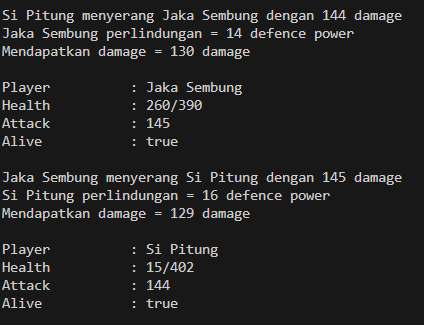 Si Pitung menyerang Jaka Sembung dengan 144 damage
Jaka Sembung perlindungan = 14 defence power
Mendapatkan damage = 130 damage
Player : Jaka Sembung
Health : 260/390
Attack : 145
Alive : true
Jaka Sembung menyerang Si Pitung dengan 145 damage
Si Pitung perlindungan = 16 defence power
Mendapatkan damage = 129 damage
Player : Si Pitung
Health : 15/402
Attack : 144
Alive : true